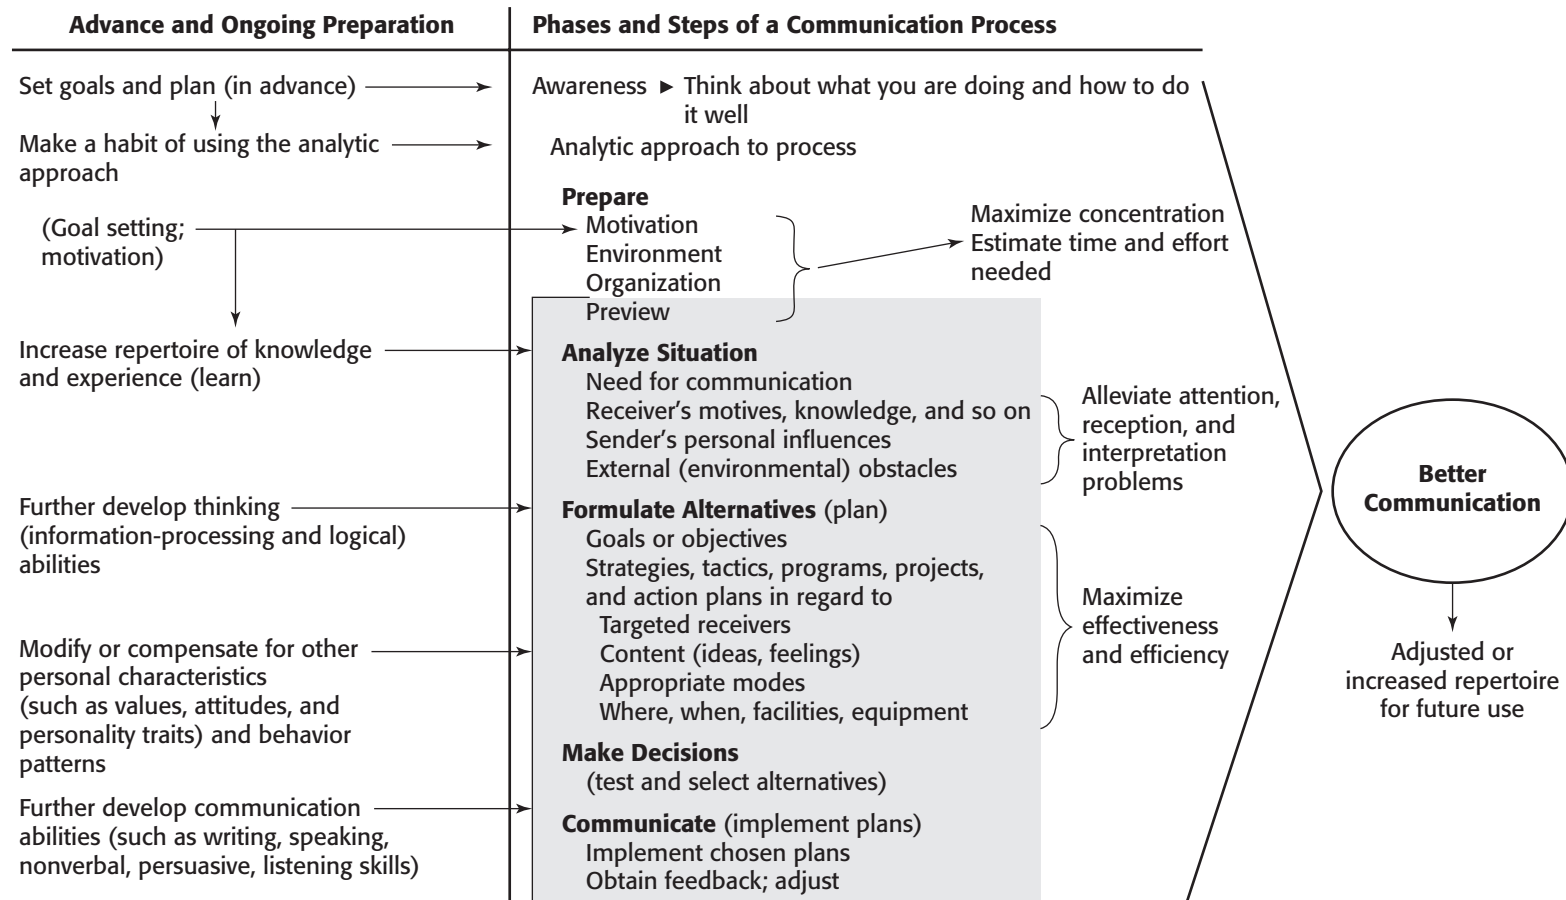 Advance and Ongoing Preparation
Set goals and plan (in advance)
Make a habit of using the analytic
approach
(Goal setting;
motivation)
Increase repertoire of knowledge
and experience (learn)
Further develop thinking
(information-processing and logical)
abilities
Modify or compensate for other
personal characteristics
(such as values, attitudes, and
personality traits) and behavior
patterns
Further develop communication
abilities (such as writing, speaking,
nonverbal, persuasive, listening skills)
Phases and Steps of a Communication Process
Awareness ► Think about what you are doing and how to do
it well
Analytic approach to process
Prepare
Motivation
Environment
Organization
Preview
Maximize concentration
Estimate time and effort
needed
Analyze Situation
Need for communication
Receiver’s motives, knowledge, and so on
Sender’s personal influences
External (environmental) obstacles
Alleviate attention,
reception, and
interpretation
problems
Formulate Alternatives (plan)
Goals or objectives
Strategies, tactics, programs, projects,
and action plans in regard to
Targeted receivers
Content (ideas, feelings)
Appropriate modes
Where, when, facilities, equipment
Maximize
effectiveness
and efficiency
Make Decisions
(test and select alternatives)
Communicate (implement plans)
Implement chosen plans
Obtain feedback; adjust
Better
Communication
Adjusted or
increased repertoire
for future use